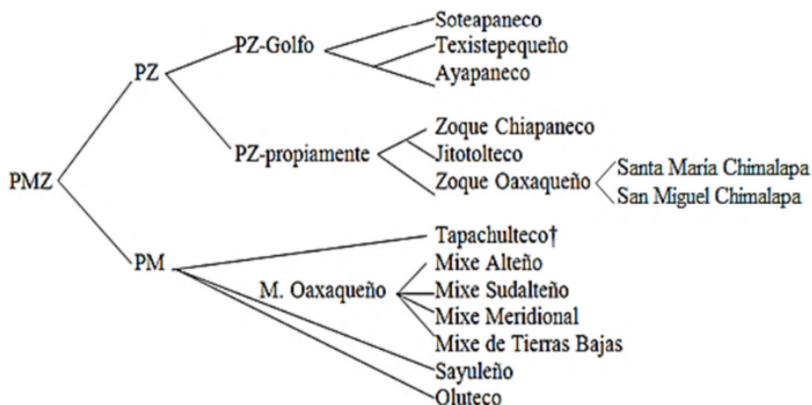 Soteapaneco
PZ-Golfo
Texistepequeño
PZ
Ayapaneco
Zoque Chiapaneco
PZ-propiamente
Jitotolteco
Santa María Chimalapa
Zoque Oaxaqueño
PMZ
San Miguel Chimalapa
Tapachulteco†
PM
Mixe Alteño
M. Oaxaqueño
Mixe Sudalteño
Mixe Meridional
Mixe de Tierras Bajas
Sayuleño
Oluteco